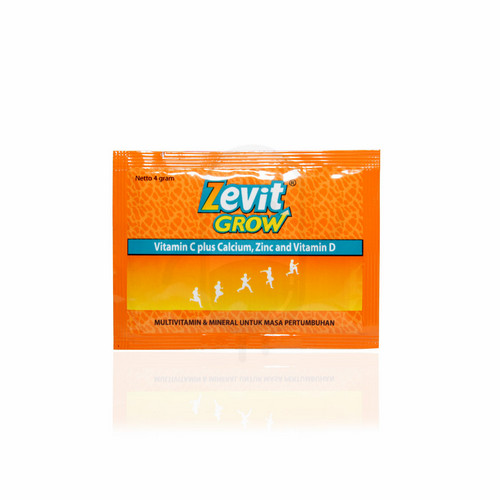 Netto 4 gram
Zevit®
GROW
Vitamin C plus Calcium, Zinc and Vitamin D
MULTIVITAMIN & MINERAL UNTUK MASA PERTUMBUHAN